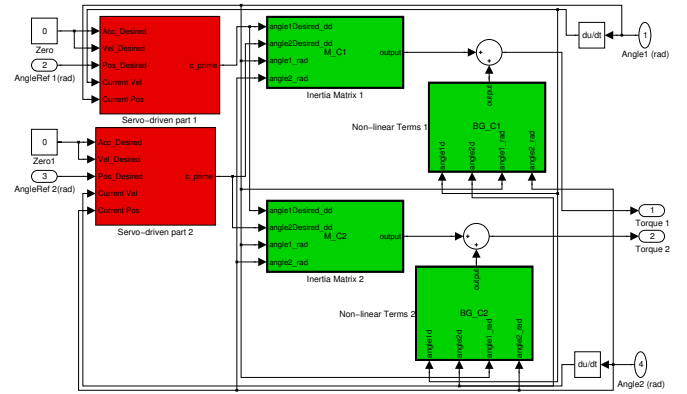 0
Zero
2
AngleRef 1(rad)
Acc_Desired
Vel_Desired
Pos_Desired
Current Vel
Current Pos
α_prime
Servo-driven part 1
angle1Desired_dd
angle2Desired_dd
M_C1
angle1_rad
angle2_rad
output
Inertia Matrix 1
+
+
du/dt
1
Angle1 (rad)
output
BG_C1
Non-linear Terms 1
angle1d
angle2d
angle1_rad
angle2_rad
0
Zero1
3
AngleRef 2(rad)
Acc_Desired
Vel_Desired
Pos_Desired
Current Vel
Current Pos
α_prime
Servo-driven part 2
angle1Desired_dd
angle2Desired_dd
M_C2
angle1_rad
angle2_rad
output
Inertia Matrix 2
+
+
1
Torque 1
2
Torque 2
output
BG_C2
Non-linear Terms 2
angle1d
angle2d
angle1_rad
angle2_rad
du/dt
4
Angle2 (rad)